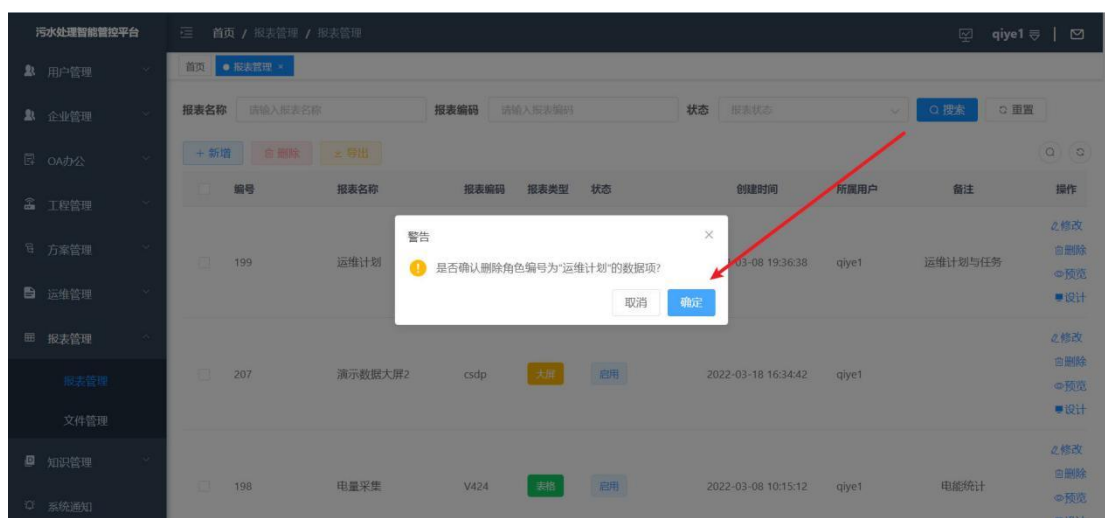 污水处理智能管控平台
首页 / 报表管理 / 报表管理
qiye1
用户管理
首页
报表管理 ×
企业管理
报表名称 请输入报表名称 报表编码 请输入报表编码 状态 报表状态 搜索 重置
OA办公
+ 新增 删除 导出
编号 报表名称 报表编码 报表类型 状态 创建时间 所属用户 备注 操作
工程管理
方案管理
运维管理
报表管理
报表管理
文件管理
知识管理
系统通知
警告
是否确认删除角色编号为"运维计划"的数据项?
取消 确定
199 运维计划 03-08 19:36:38 qiye1 运维计划与任务
修改
删除
预览
设计
207 演示数据大屏2 csdp 大屏 启用 2022-03-18 16:34:42 qiye1
修改
删除
预览
设计
198 电量采集 V424 表格 启用 2022-03-08 10:15:12 qiye1 电能统计
修改
删除
预览